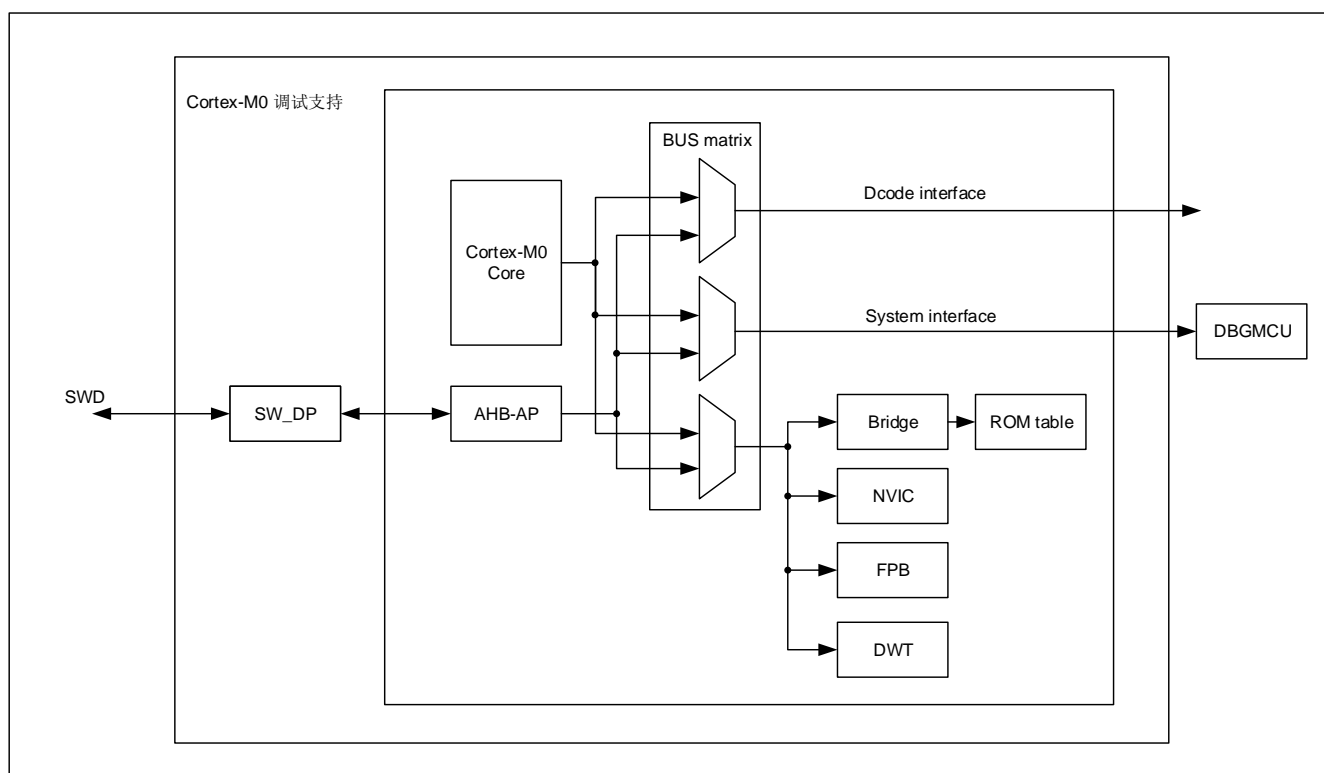 Cortex-M0 调试支持
BUS matrix
Dcode interface
Cortex-M0
Core
System interface
DBGMCU
SWD
SW_DP
AHB-AP
Bridge
ROM table
NVIC
FPB
DWT